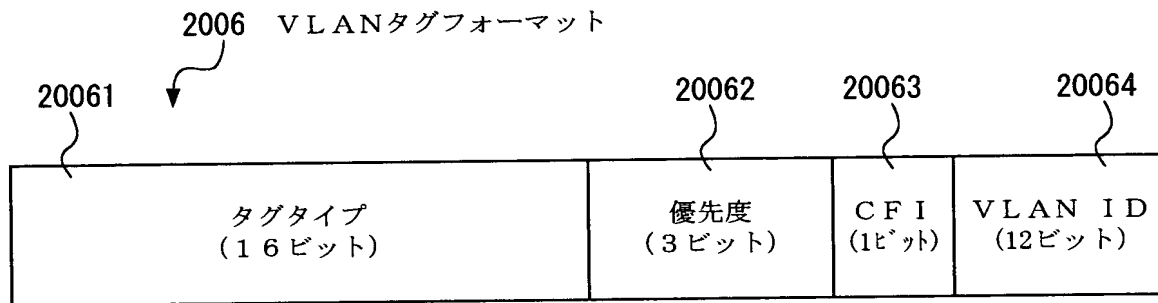 2006 ＶＬＡＮタグフォーマット
20061 20062 20063 20064
タグタイプ 優先度 ＣＦＩ ＶＬＡＮ ＩＤ
（１６ビット） （３ビット） (1ﾋﾞｯﾄ) (12ビット)